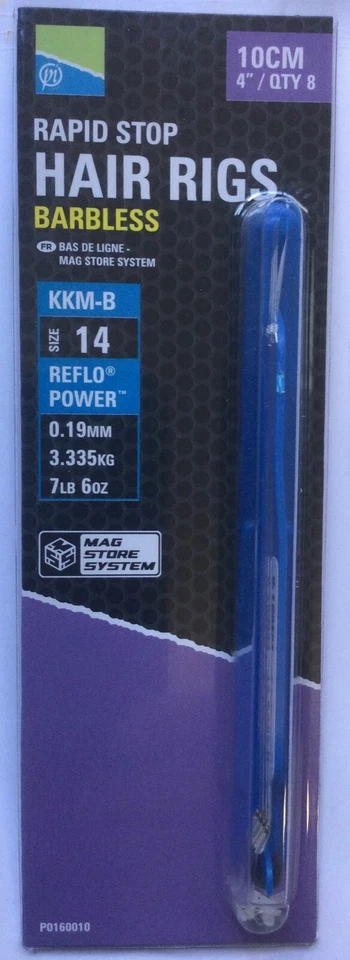 10CM
4" / QTY 8
RAPID STOP
HAIR RIGS
BARBLESS
FR BAS DE LIGNE -
MAG STORE SYSTEM
KKM-B
SIZE 14
REFLO®
POWER™
0.19MM
3.335KG
7LB 6OZ
MAG
STORE
SYSTEM
P0160010